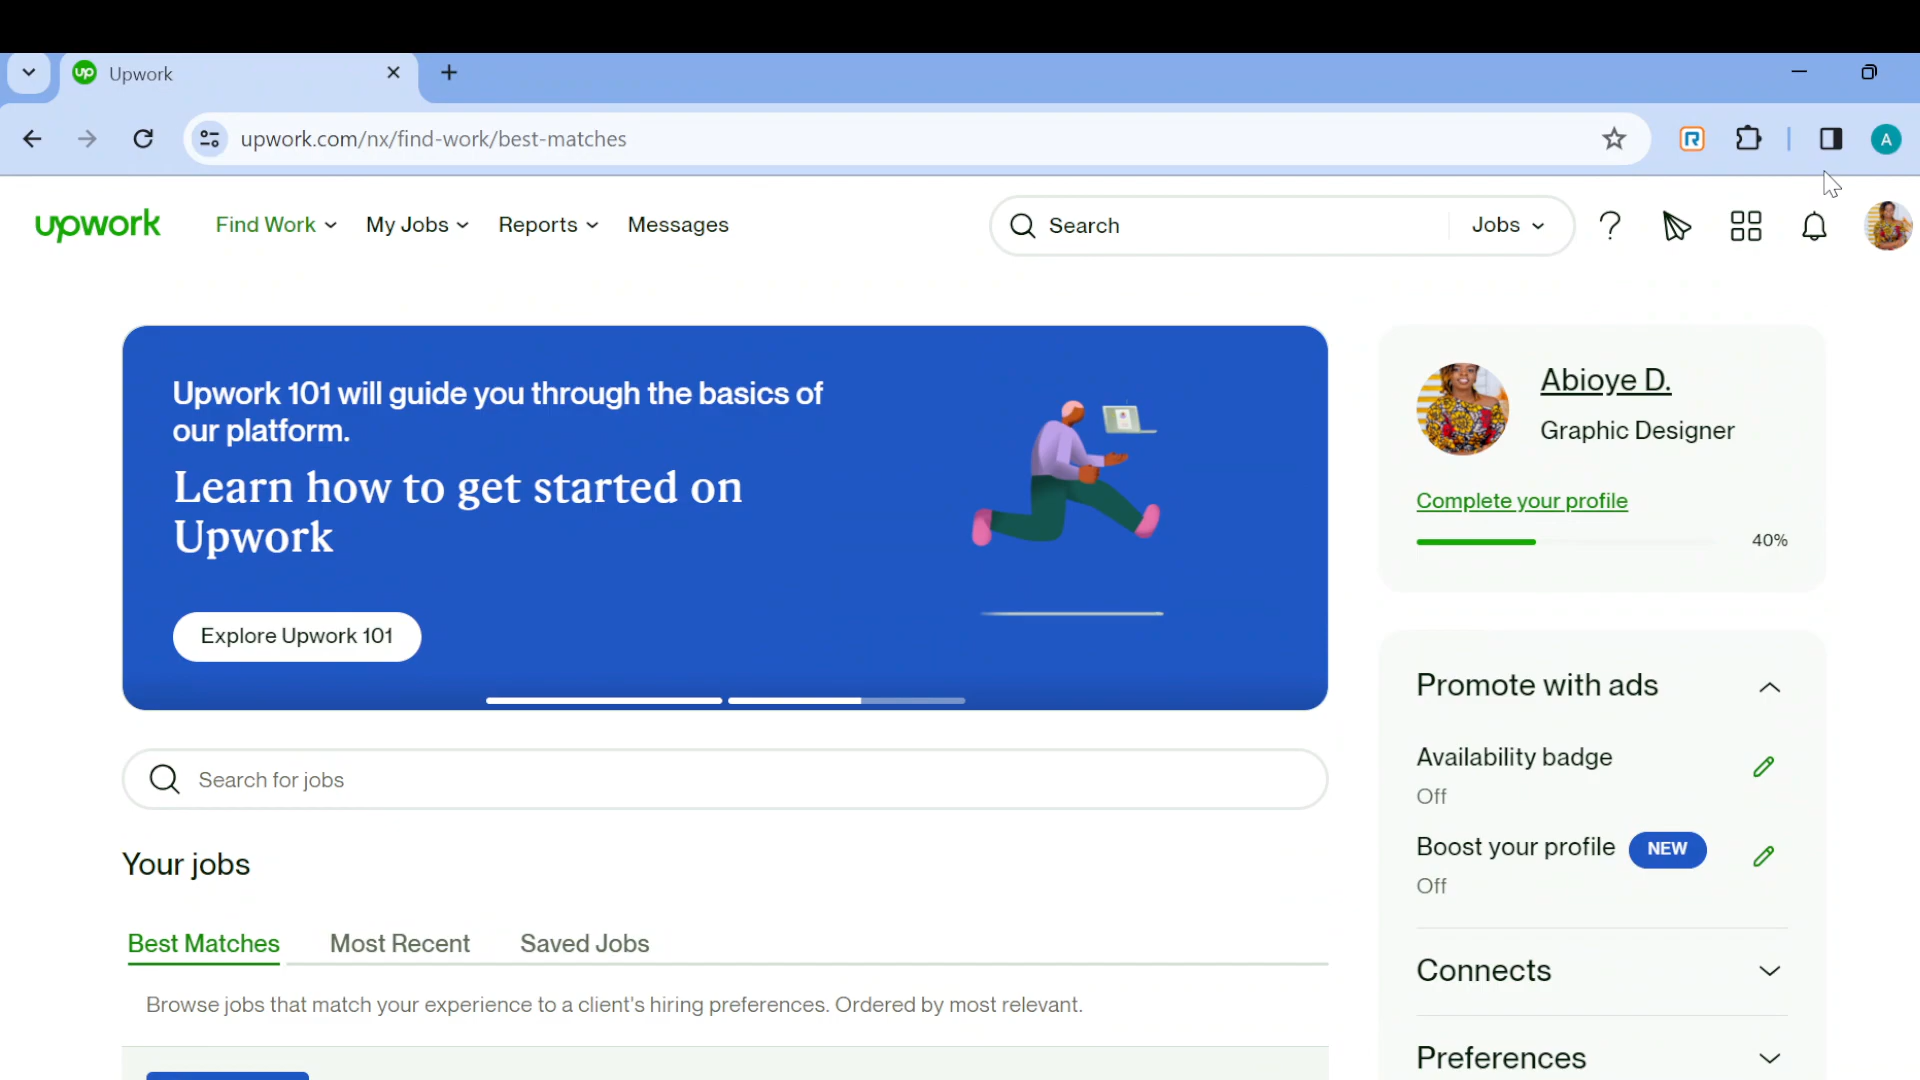 up Upwork
upwork.com/nx/find-work/best-matches
A
upwork Find Work My Jobs Reports Messages Search Jobs
Upwork 101 will guide you through the basics of
our platform.
Learn how to get started on
Upwork
Explore Upwork 101
Abioye D.
Graphic Designer
Complete your profile
40%
Search for jobs
Your jobs
Best Matches Most Recent Saved Jobs
Browse jobs that match your experience to a client's hiring preferences. Ordered by most relevant.
Promote with ads
Availability badge
Off
Boost your profile NEW
Off
Connects
Preferences